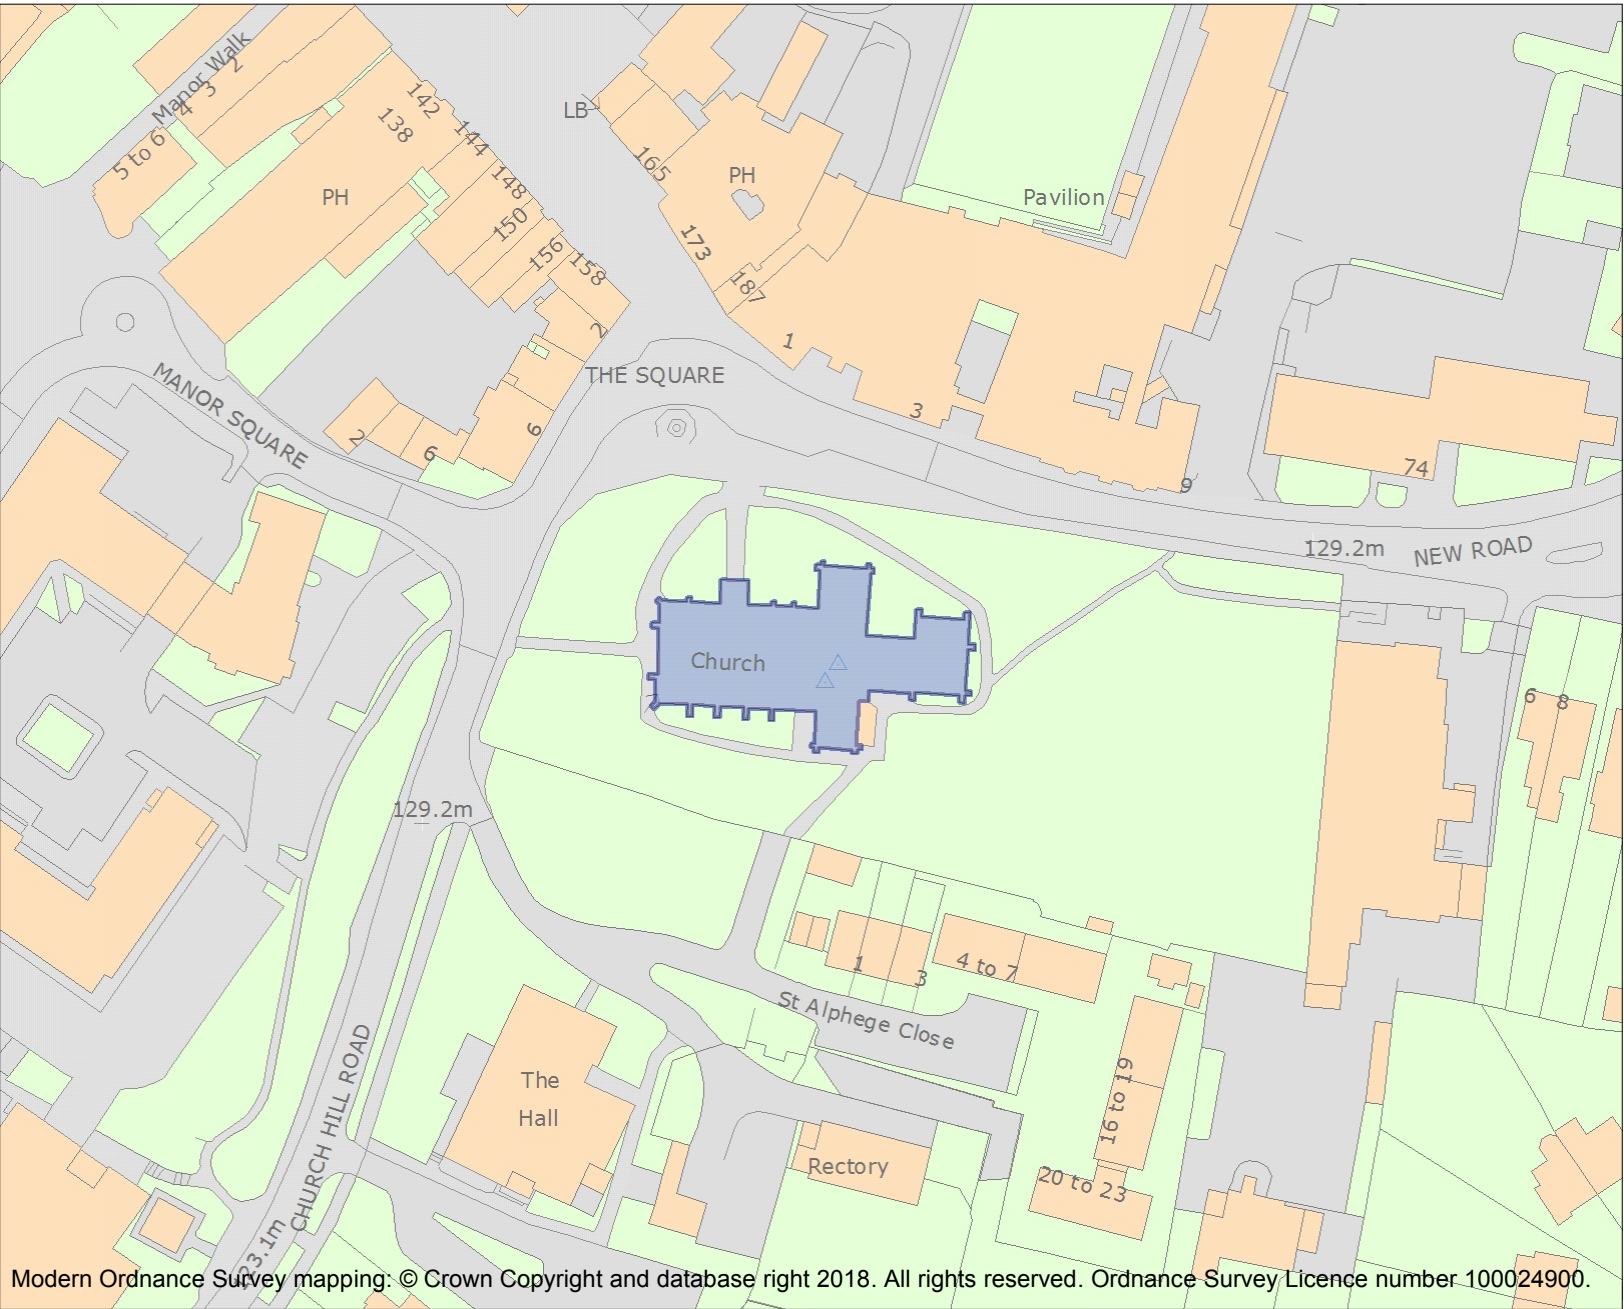 Manor Walk
2
3
4
5 to 6
142
138
144
148
150
156
158
PH
LB
165
PH
173
187
Pavilion
2
1
THE SQUARE
MANOR SQUARE
3
2
6
6
9
74
129.2m
NEW ROAD
Church
7
6
8
129.2m
1
3
4 to 7
St Alphege Close
CHURCH HILL ROAD
The
Hall
16 to 19
Rectory
20 to 23
123.1m
Modern Ordnance Survey mapping: © Crown Copyright and database right 2018. All rights reserved. Ordnance Survey Licence number 100024900.